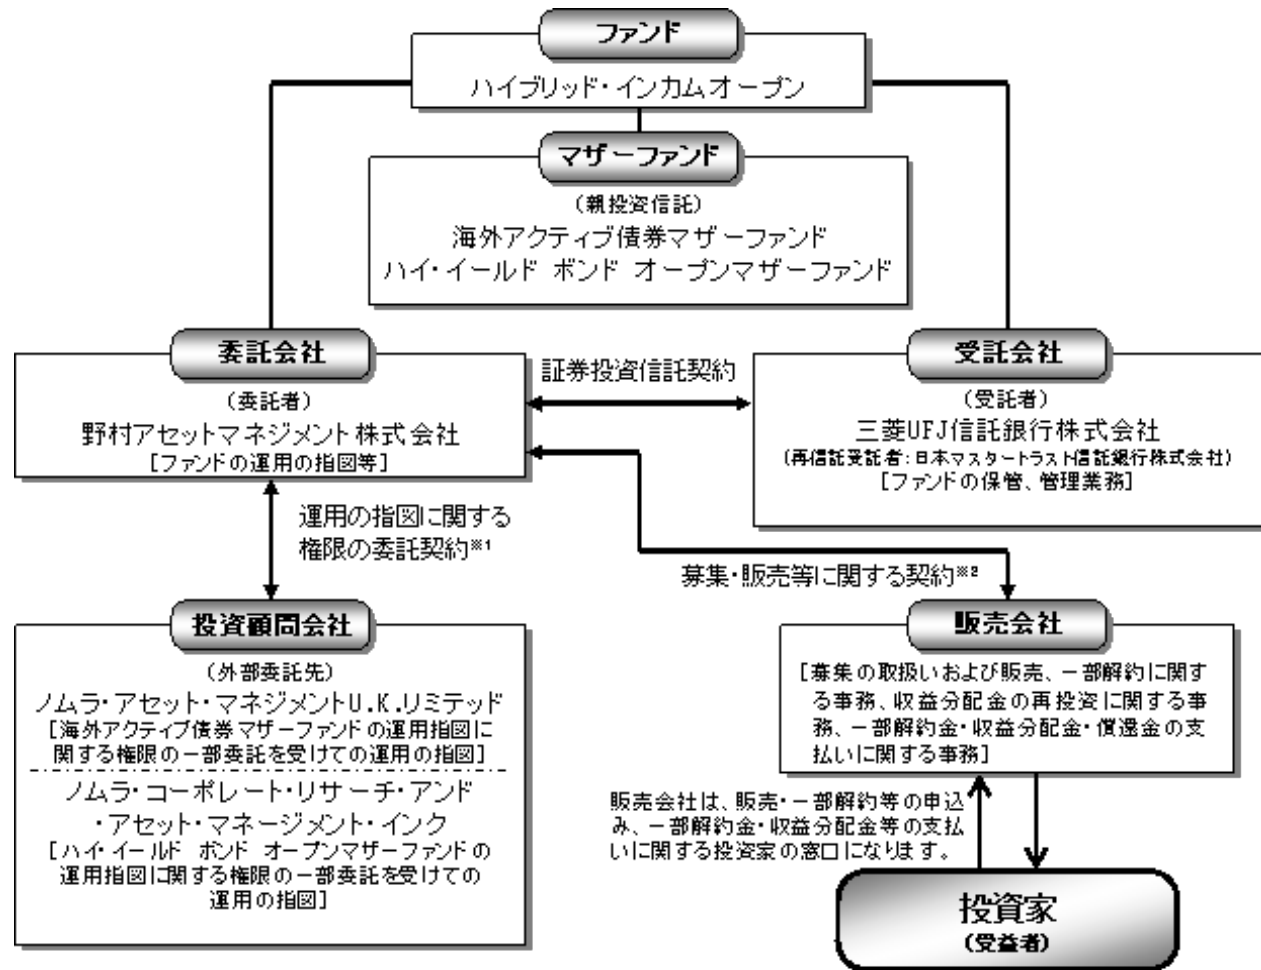 ファンド
ハイブリッド・インカムオープン
マザーファンド
(親投資信託)
海外アクティブ債券マザーファンド
ハイ・イールド ボンド オープンマザーファンド
委託会社
(委託者)
野村アセットマネジメント株式会社
[ファンドの運用の指図等]
証券投資信託契約
受託会社
(受託者)
三菱UFJ信託銀行株式会社
(再信託受託者:日本マスタートラスト信託銀行株式会社)
[ファンドの保管、管理業務]
運用の指図に関する
権限の委託契約※1
募集・販売等に関する契約※2
投資顧問会社
(外部委託先)
ノムラ・アセット・マネジメントU.K.リミテッド
[海外アクティブ債券マザーファンドの運用指図に
関する権限の一部委託を受けての運用の指図]
ノムラ・コーポレート・リサーチ・アンド
・アセット・マネージメント・インク
[ハイ・イールド ボンド オープンマザーファンドの
運用指図に関する権限の一部委託を受けての
運用の指図]
販売会社
[募集の取扱いおよび販売、一部解約に関す
る事務、収益分配金の再投資に関する事
務、一部解約金・収益分配金・償還金の支
払いに関する事務]
販売会社は、販売・一部解約等の申込
み、一部解約金・収益分配金等の支払
いに関する投資家の窓口になります。
投資家
(受益者)